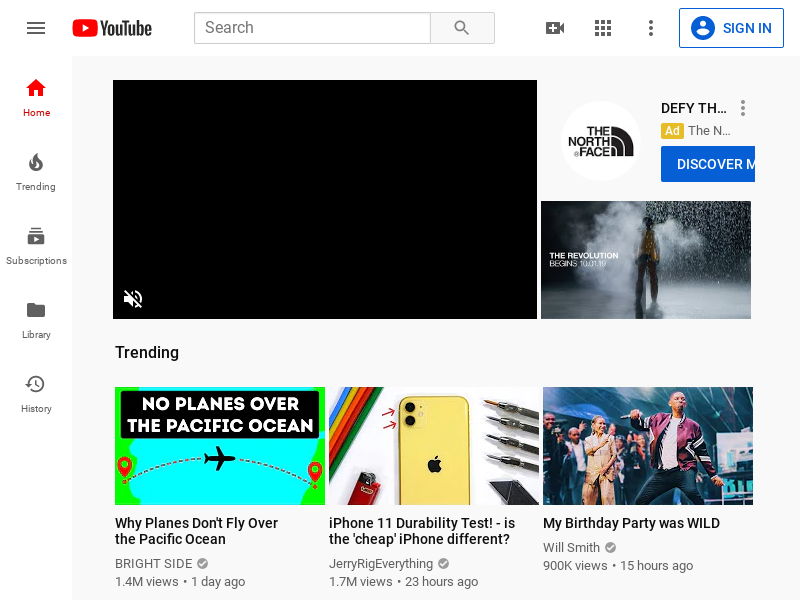 YouTube
Search
SIGN IN
Home
Trending
Subscriptions
Library
History
THE
NORTH
FACE
DEFY TH...
Ad The N...
DISCOVER M
THE REVOLUTION
BEGINS 10.01.19
Trending
NO PLANES OVER
THE PACIFIC OCEAN
Why Planes Don't Fly Over
the Pacific Ocean
BRIGHT SIDE
1.4M views • 1 day ago
iPhone 11 Durability Test! - is
the 'cheap' iPhone different?
JerryRigEverything
1.7M views • 23 hours ago
My Birthday Party was WILD
Will Smith
900K views • 15 hours ago